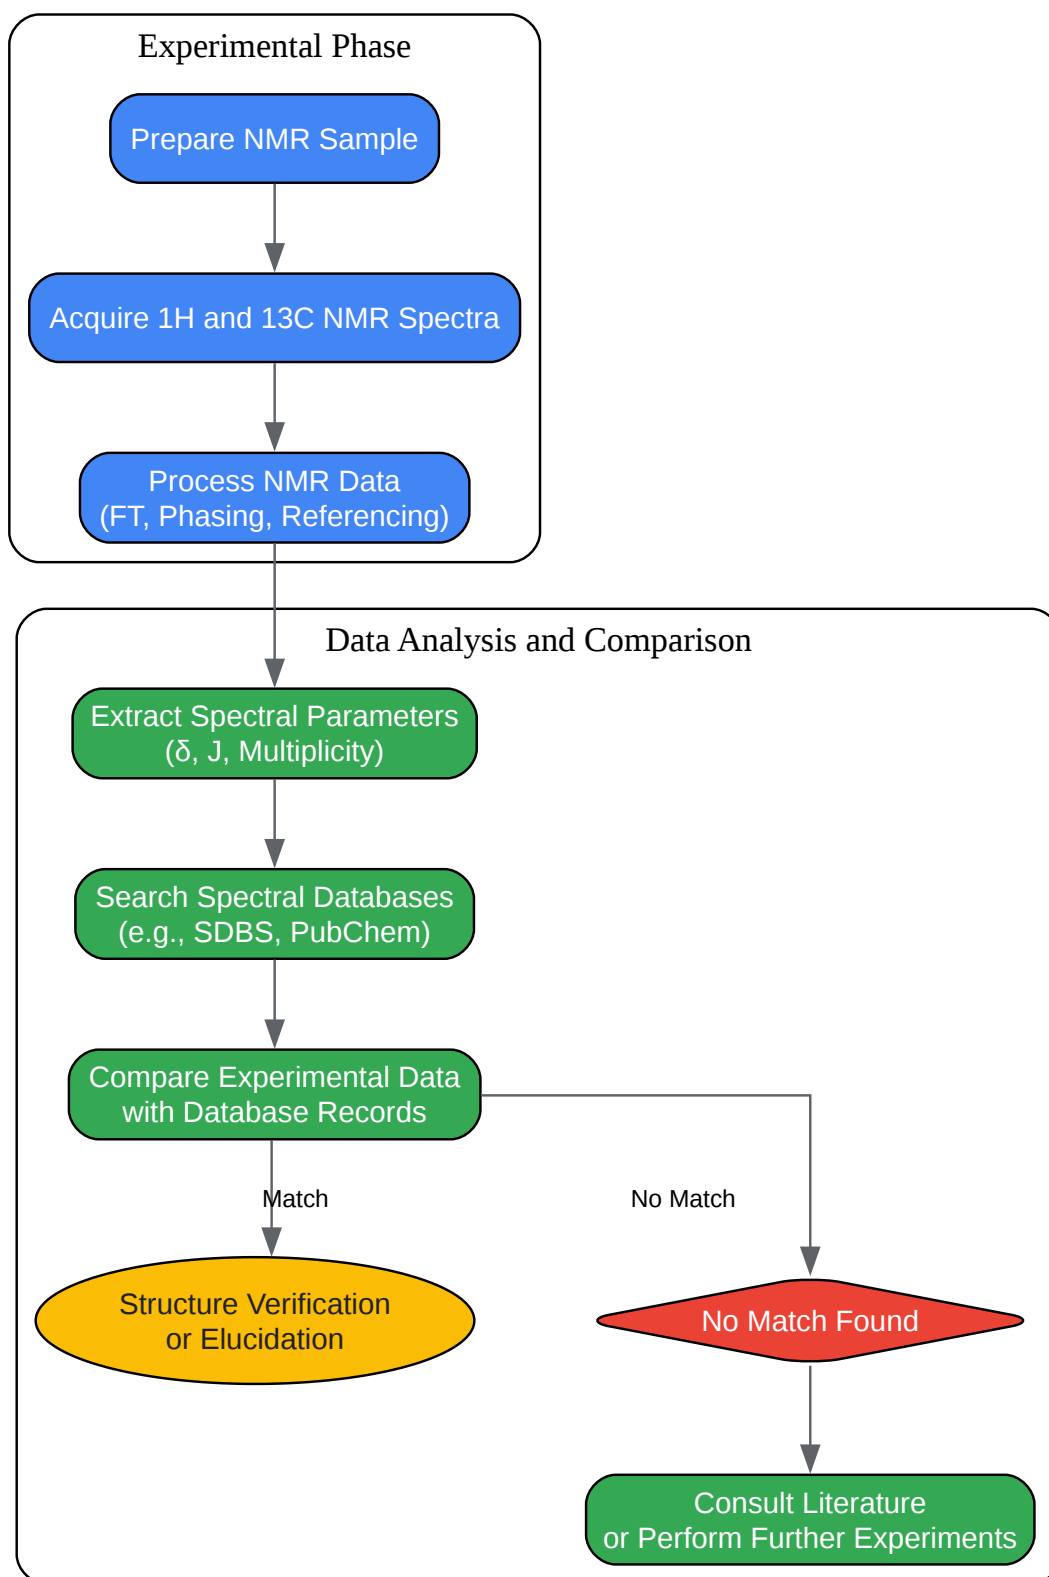 Experimental Phase
Prepare NMR Sample
Acquire 1H and 13C NMR Spectra
Process NMR Data
(FT, Phasing, Referencing)
Data Analysis and Comparison
Extract Spectral Parameters
(δ, J, Multiplicity)
Search Spectral Databases
(e.g., SDBS, PubChem)
Compare Experimental Data
with Database Records
Match
No Match
Structure Verification
or Elucidation
No Match Found
Consult Literature
or Perform Further Experiments